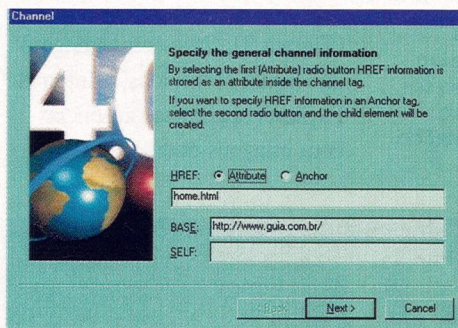 Channel
40
Specify the general channel information
By selecting the first (Attribute) radio button HREF information is
strored as an attribute inside the channel tag.
If you want to specify HREF information in an Anchor tag,
select the second radio button and the child element will be
created.
HREF: Attribute Anchor
home.html
BASE: http://www.guia.com.br/
SELF:
< Back Next > Cancel